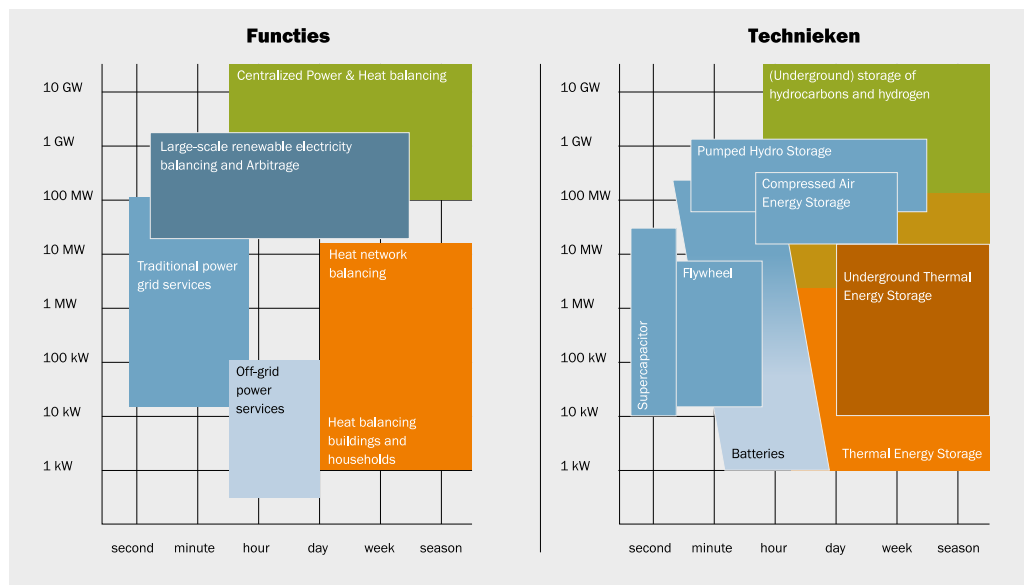 Functies
10 GW
1 GW
100 MW
10 MW
1 MW
100 kW
10 kW
1 kW
Centralized Power & Heat balancing
Large-scale renewable electricity
balancing and Arbitrage
Traditional power
grid services
Heat network
balancing
Off-grid
power
services
Heat balancing
buildings and
households
second
minute
hour
day
week
season
Technieken
10 GW
1 GW
100 MW
10 MW
1 MW
100 kW
10 kW
1 kW
(Underground) storage of
hydrocarbons and hydrogen
Pumped Hydro Storage
Compressed Air
Energy Storage
Flywheel
Underground Thermal
Energy Storage
Supercapacitor
Batteries
Thermal Energy Storage
second
minute
hour
day
week
season